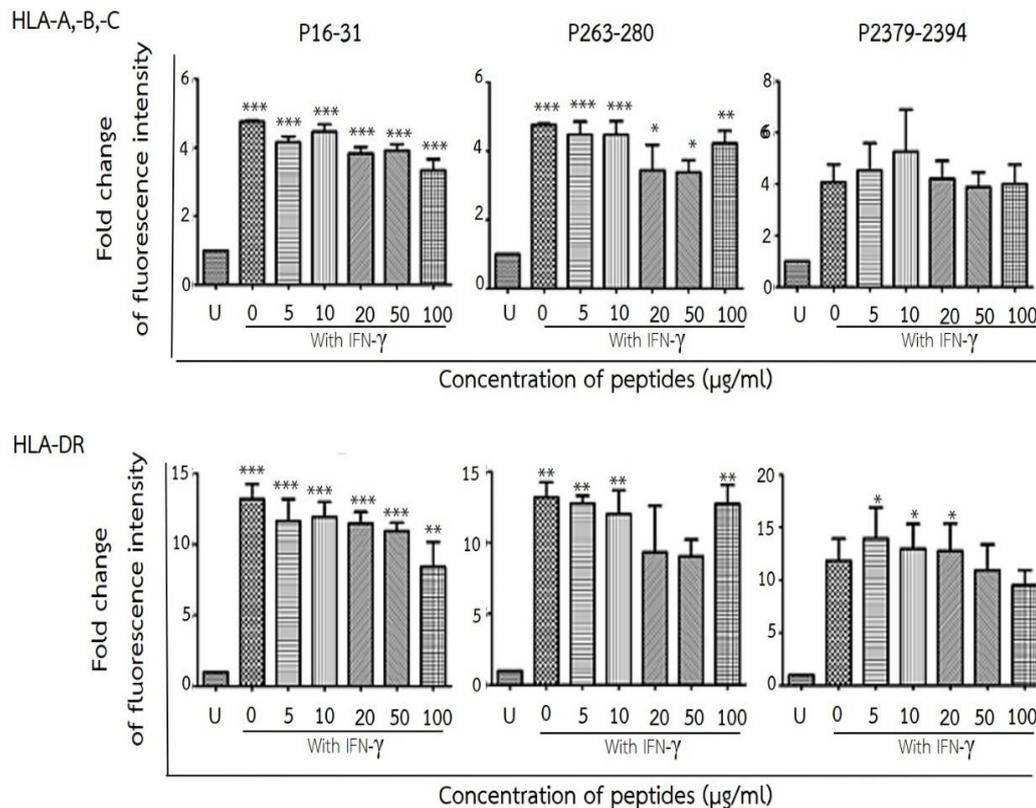 HLA-A,-B,-C
P16-31 P263-280 P2379-2394
Fold change
of fluorescence intensity
6
4
2
0
*** *** *** *** *** ***
U 0 5 10 20 50 100
With IFN-γ
6
4
2
0
*** *** *** * * **
U 0 5 10 20 50 100
With IFN-γ
8
6
4
2
0
U 0 5 10 20 50 100
With IFN-γ
Concentration of peptides (µg/ml)
HLA-DR
Fold change
of fluorescence intensity
15
10
5
0
*** *** *** *** *** **
U 0 5 10 20 50 100
With IFN-γ
15
10
5
0
** ** ** **
U 0 5 10 20 50 100
With IFN-γ
20
15
10
5
0
* * *
U 0 5 10 20 50 100
With IFN-γ
Concentration of peptides (µg/ml)